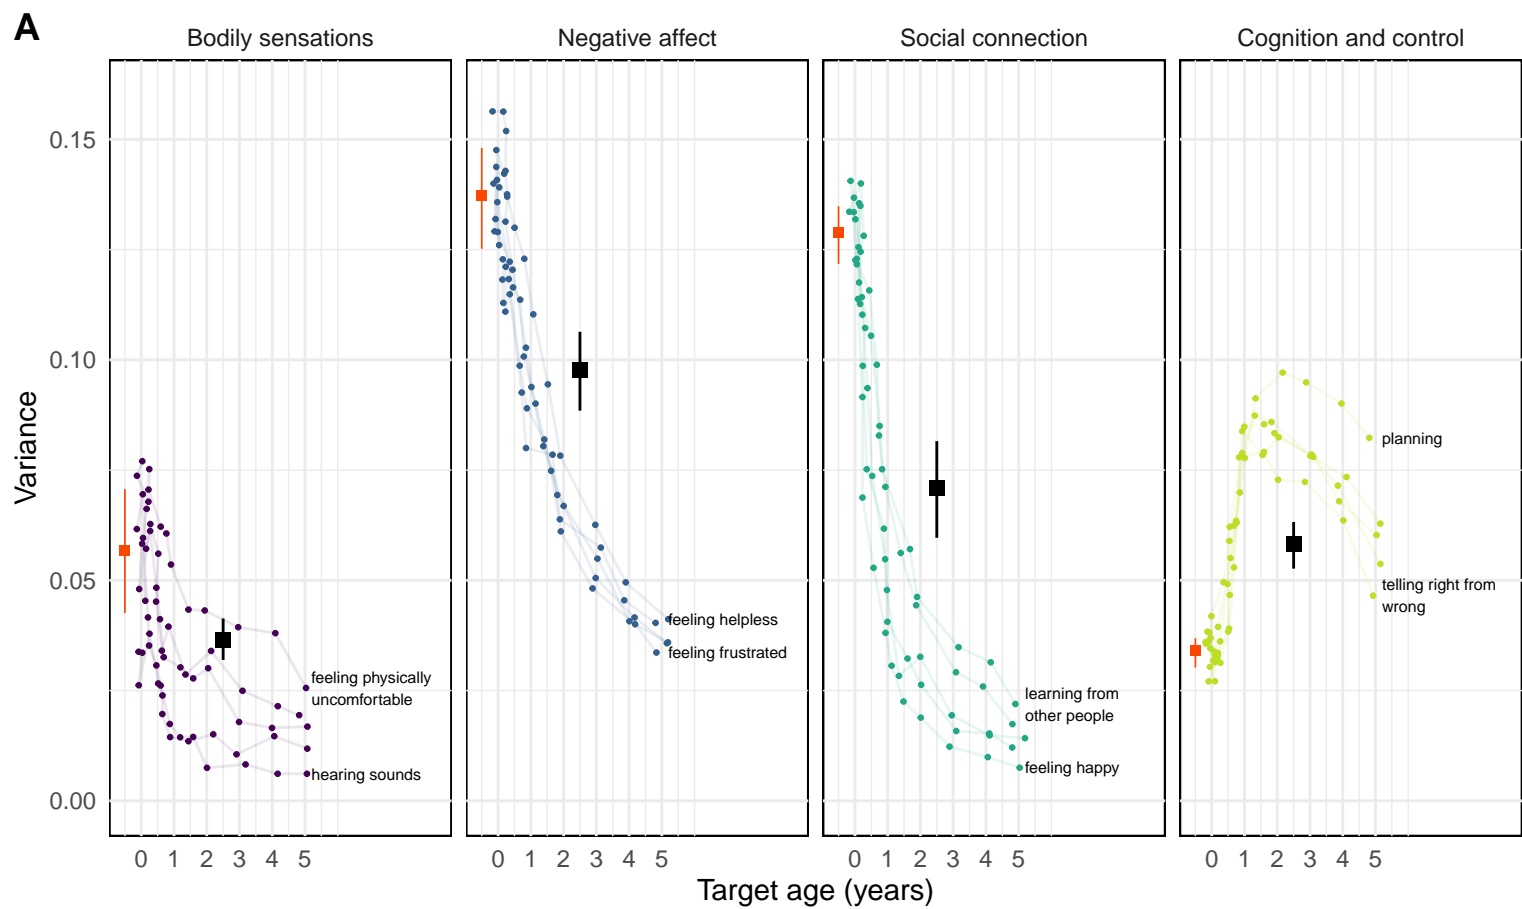 A
Bodily sensations
Negative affect
Social connection
Cognition and control
Variance
0.15
0.10
0.05
0.00
feeling physically
uncomfortable
hearing sounds
feeling helpless
feeling frustrated
learning from
other people
feeling happy
planning
telling right from
wrong
0 1 2 3 4 5
0 1 2 3 4 5
0 1 2 3 4 5
0 1 2 3 4 5
Target age (years)